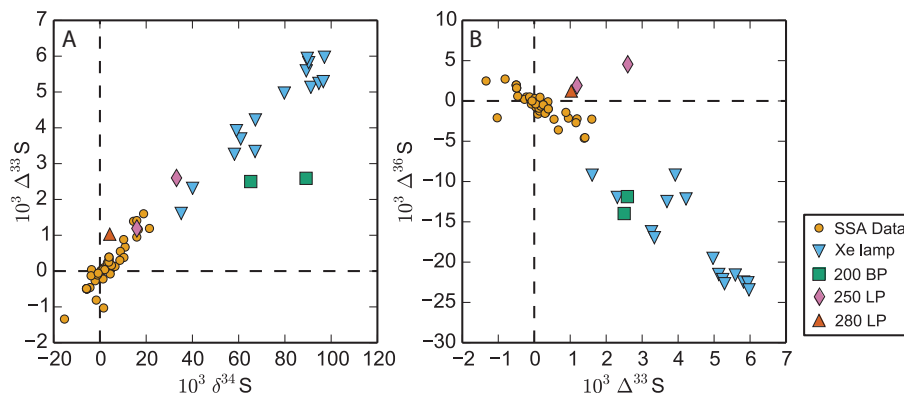 A
10³ Δ³³S
7
6
5
4
3
2
1
0
−1
−2
−20 0 20 40 60 80 100 120
10³ δ³⁴S
B
10³ Δ³⁶S
10
5
0
−5
−10
−15
−20
−25
−30
−2 −1 0 1 2 3 4 5 6 7
10³ Δ³³S
SSA Data
Xe lamp
200 BP
250 LP
280 LP